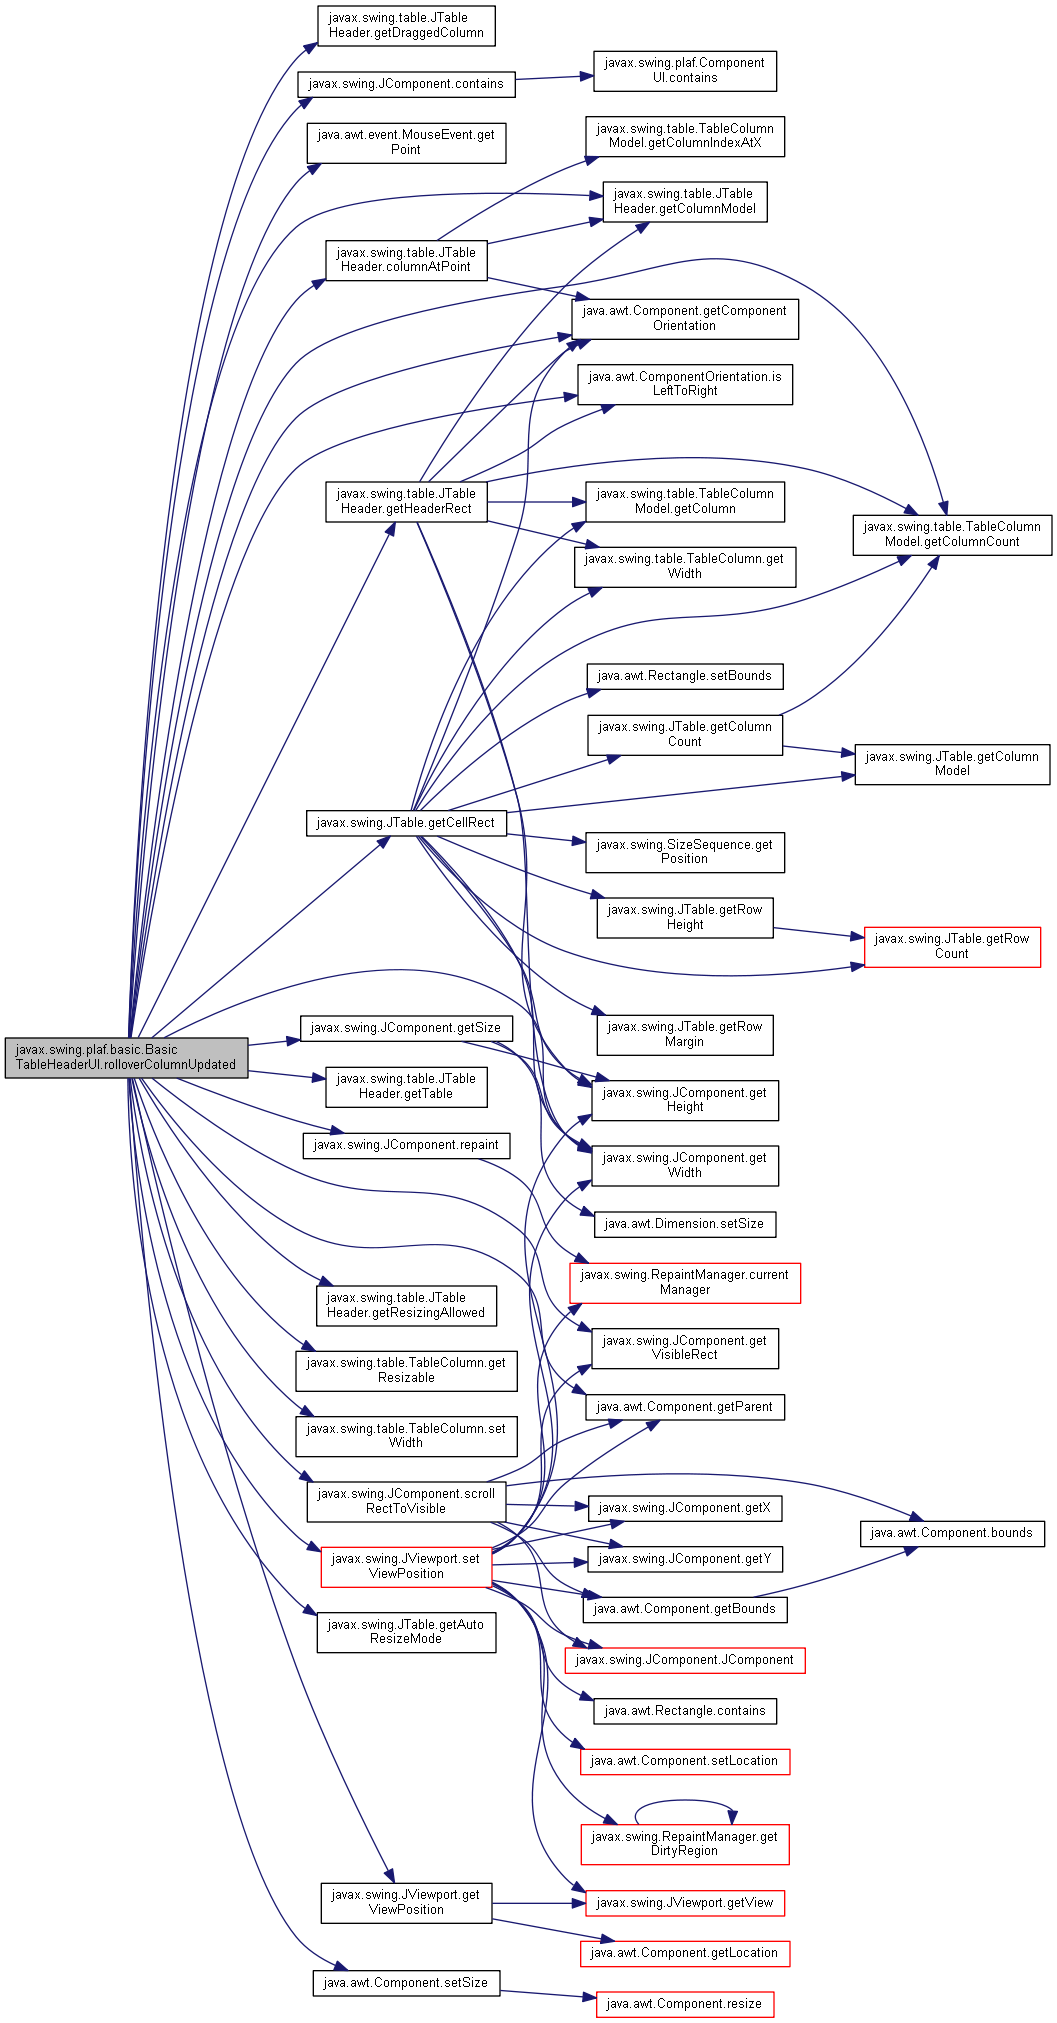 javax.swing.table.JTable
Header.getDraggedColumn
javax.swing.JComponent.contains
javax.swing.plaf.Component
UI.contains
java.awt.event.MouseEvent.get
Point
javax.swing.table.TableColumn
Model.getColumnIndexAtX
javax.swing.table.JTable
Header.getColumnModel
javax.swing.table.JTable
Header.columnAtPoint
java.awt.Component.getComponent
Orientation
java.awt.ComponentOrientation.is
LeftToRight
javax.swing.table.JTable
Header.getHeaderRect
javax.swing.table.TableColumn
Model.getColumn
javax.swing.table.TableColumn
Model.getColumnCount
javax.swing.table.TableColumn.get
Width
java.awt.Rectangle.setBounds
javax.swing.JTable.getColumn
Count
javax.swing.JTable.getColumn
Model
javax.swing.JTable.getCellRect
javax.swing.SizeSequence.get
Position
javax.swing.JTable.getRow
Height
javax.swing.JTable.getRow
Count
javax.swing.JTable.getRow
Margin
javax.swing.JComponent.getSize
javax.swing.plaf.basic.Basic
TableHeaderUI.rolloverColumnUpdated
javax.swing.table.JTable
Header.getTable
javax.swing.JComponent.get
Height
javax.swing.JComponent.repaint
javax.swing.JComponent.get
Width
java.awt.Dimension.setSize
javax.swing.RepaintManager.current
Manager
javax.swing.table.JTable
Header.getResizingAllowed
javax.swing.JComponent.get
VisibleRect
javax.swing.table.TableColumn.get
Resizable
java.awt.Component.getParent
javax.swing.table.TableColumn.set
Width
javax.swing.JComponent.scroll
RectToVisible
javax.swing.JComponent.getX
java.awt.Component.bounds
javax.swing.JViewport.set
ViewPosition
javax.swing.JComponent.getY
java.awt.Component.getBounds
javax.swing.JTable.getAuto
ResizeMode
javax.swing.JComponent.JComponent
java.awt.Rectangle.contains
java.awt.Component.setLocation
javax.swing.RepaintManager.get
DirtyRegion
javax.swing.JViewport.get
ViewPosition
javax.swing.JViewport.getView
java.awt.Component.getLocation
java.awt.Component.setSize
java.awt.Component.resize